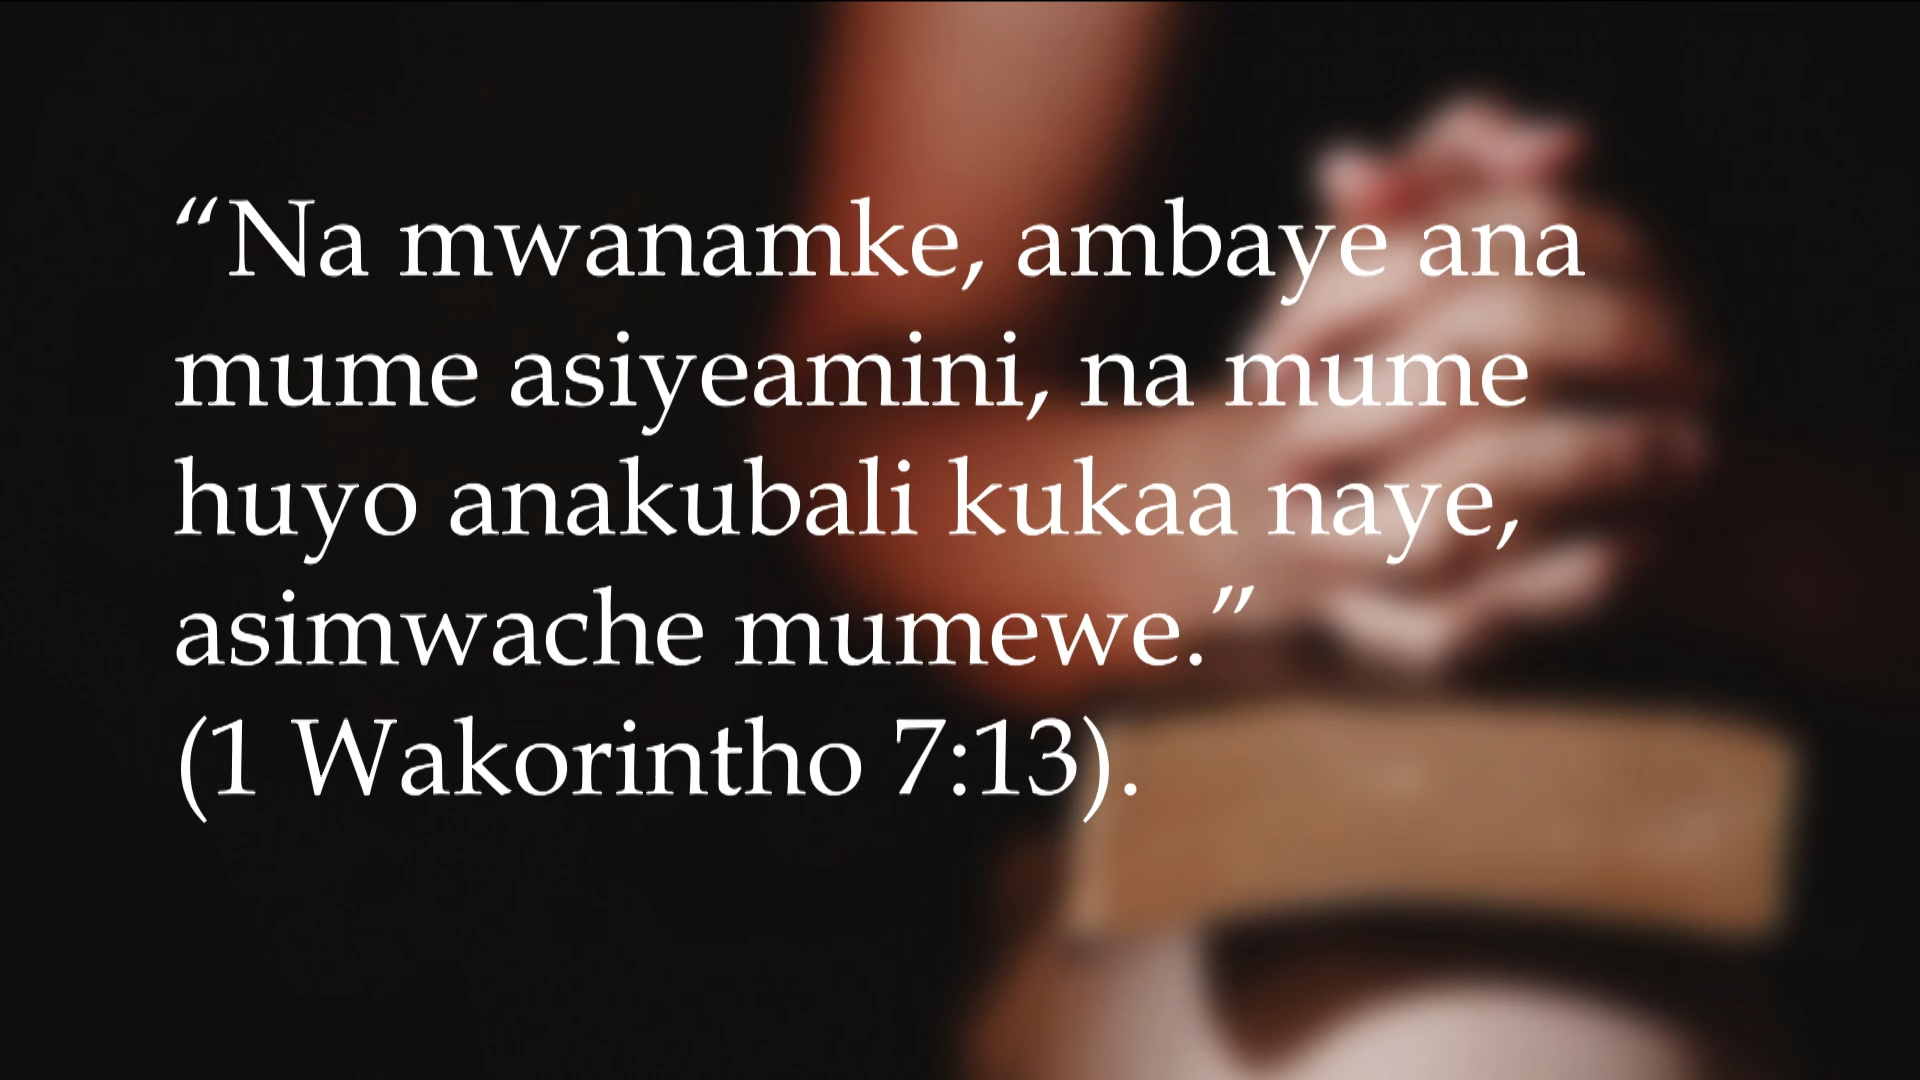 “Na mwanamke, ambaye ana
mume asiyeamini, na mume
huyo anakubali kukaa naye,
asimwache mumewe.”
(1 Wakorintho 7:13).